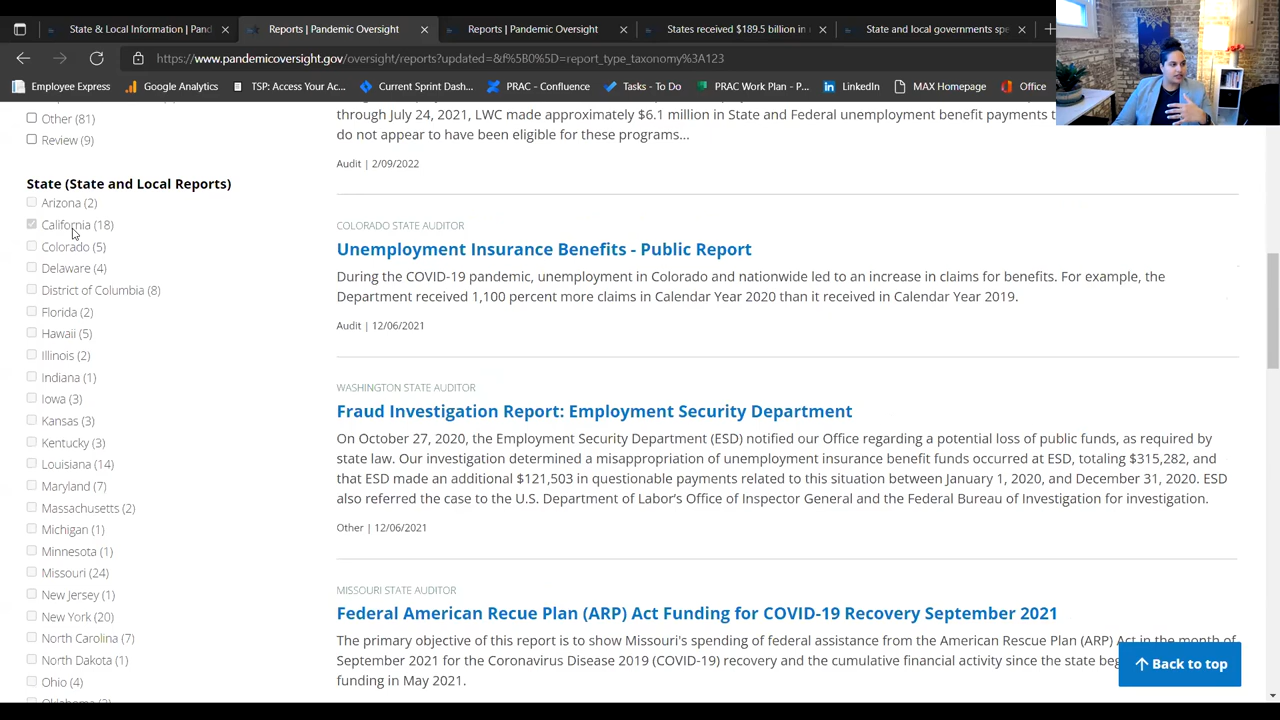 State & Local Information | Pand
Reports | Pandemic Oversight
Reports | Pandemic Oversight
States received $189.5 billion in
State and local governments spe
https://www.pandemicoversight.gov/oversight/reports?updated=&f%5B0%5D=report_type_taxonomy%3A123
Employee Express
Google Analytics
TSP: Access Your Ac...
Current Sprint Dash...
PRAC - Confluence
Tasks - To Do
PRAC Work Plan - P...
LinkedIn
MAX Homepage
Office
Other (81)
Review (9)
State (State and Local Reports)
Arizona (2)
California (18)
Colorado (5)
Delaware (4)
District of Columbia (8)
Florida (2)
Hawaii (5)
Illinois (2)
Indiana (1)
Iowa (3)
Kansas (3)
Kentucky (3)
Louisiana (14)
Maryland (7)
Massachusetts (2)
Michigan (1)
Minnesota (1)
Missouri (24)
New Jersey (1)
New York (20)
North Carolina (7)
North Dakota (1)
Ohio (4)
through July 24, 2021, LWC made approximately $6.1 million in State and Federal unemployment benefit payments t
do not appear to have been eligible for these programs...
Audit | 2/09/2022
COLORADO STATE AUDITOR
Unemployment Insurance Benefits - Public Report
During the COVID-19 pandemic, unemployment in Colorado and nationwide led to an increase in claims for benefits. For example, the
Department received 1,100 percent more claims in Calendar Year 2020 than it received in Calendar Year 2019.
Audit | 12/06/2021
WASHINGTON STATE AUDITOR
Fraud Investigation Report: Employment Security Department
On October 27, 2020, the Employment Security Department (ESD) notified our Office regarding a potential loss of public funds, as required by
state law. Our investigation determined a misappropriation of unemployment insurance benefit funds occurred at ESD, totaling $315,282, and
that ESD made an additional $121,503 in questionable payments related to this situation between January 1, 2020, and December 31, 2020. ESD
also referred the case to the U.S. Department of Labor's Office of Inspector General and the Federal Bureau of Investigation for investigation.
Other | 12/06/2021
MISSOURI STATE AUDITOR
Federal American Recue Plan (ARP) Act Funding for COVID-19 Recovery September 2021
The primary objective of this report is to show Missouri's spending of federal assistance from the American Rescue Plan (ARP) Act in the month of
September 2021 for the Coronavirus Disease 2019 (COVID-19) recovery and the cumulative financial activity since the state beg
funding in May 2021.
Back to top